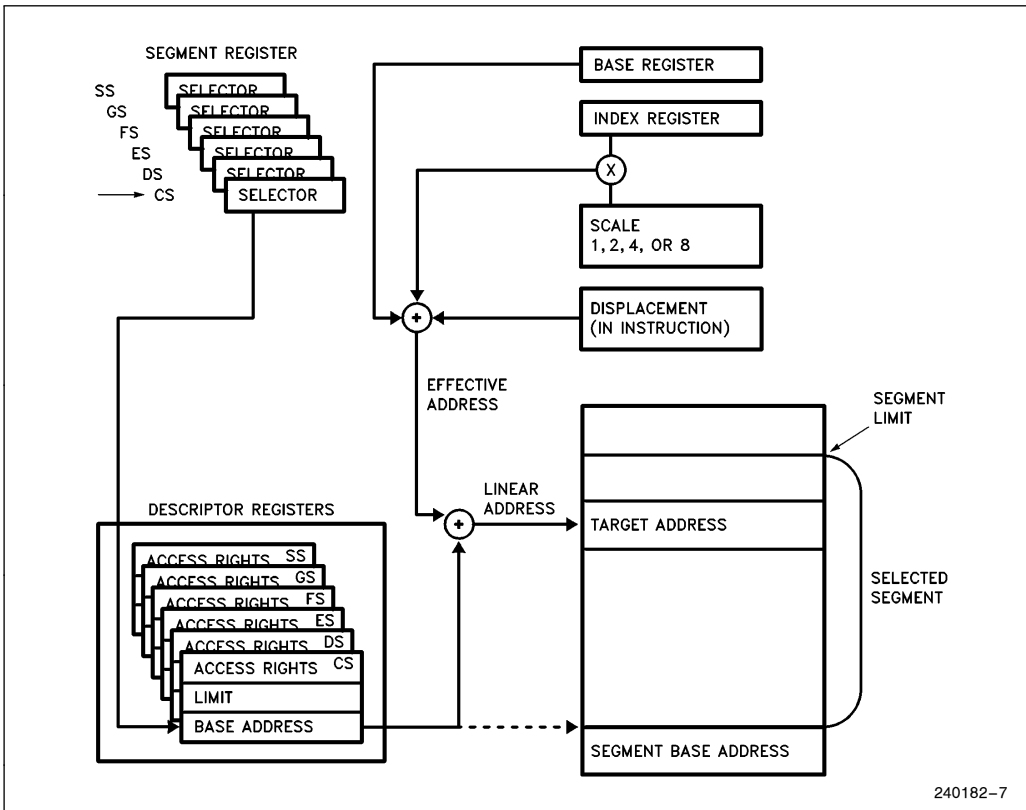 SEGMENT REGISTER
SS
GS
FS
ES
DS
CS
SELECTOR
SELECTOR
SELECTOR
SELECTOR
SELECTOR
SELECTOR
BASE REGISTER
INDEX REGISTER
X
SCALE
1, 2, 4, OR 8
DISPLACEMENT
(IN INSTRUCTION)
+
EFFECTIVE
ADDRESS
SEGMENT
LIMIT
LINEAR
ADDRESS
+
TARGET ADDRESS
SELECTED
SEGMENT
SEGMENT BASE ADDRESS
DESCRIPTOR REGISTERS
ACCESS RIGHTS SS
ACCESS RIGHTS GS
ACCESS RIGHTS FS
ACCESS RIGHTS ES
ACCESS RIGHTS DS
ACCESS RIGHTS CS
LIMIT
BASE ADDRESS
240182–7